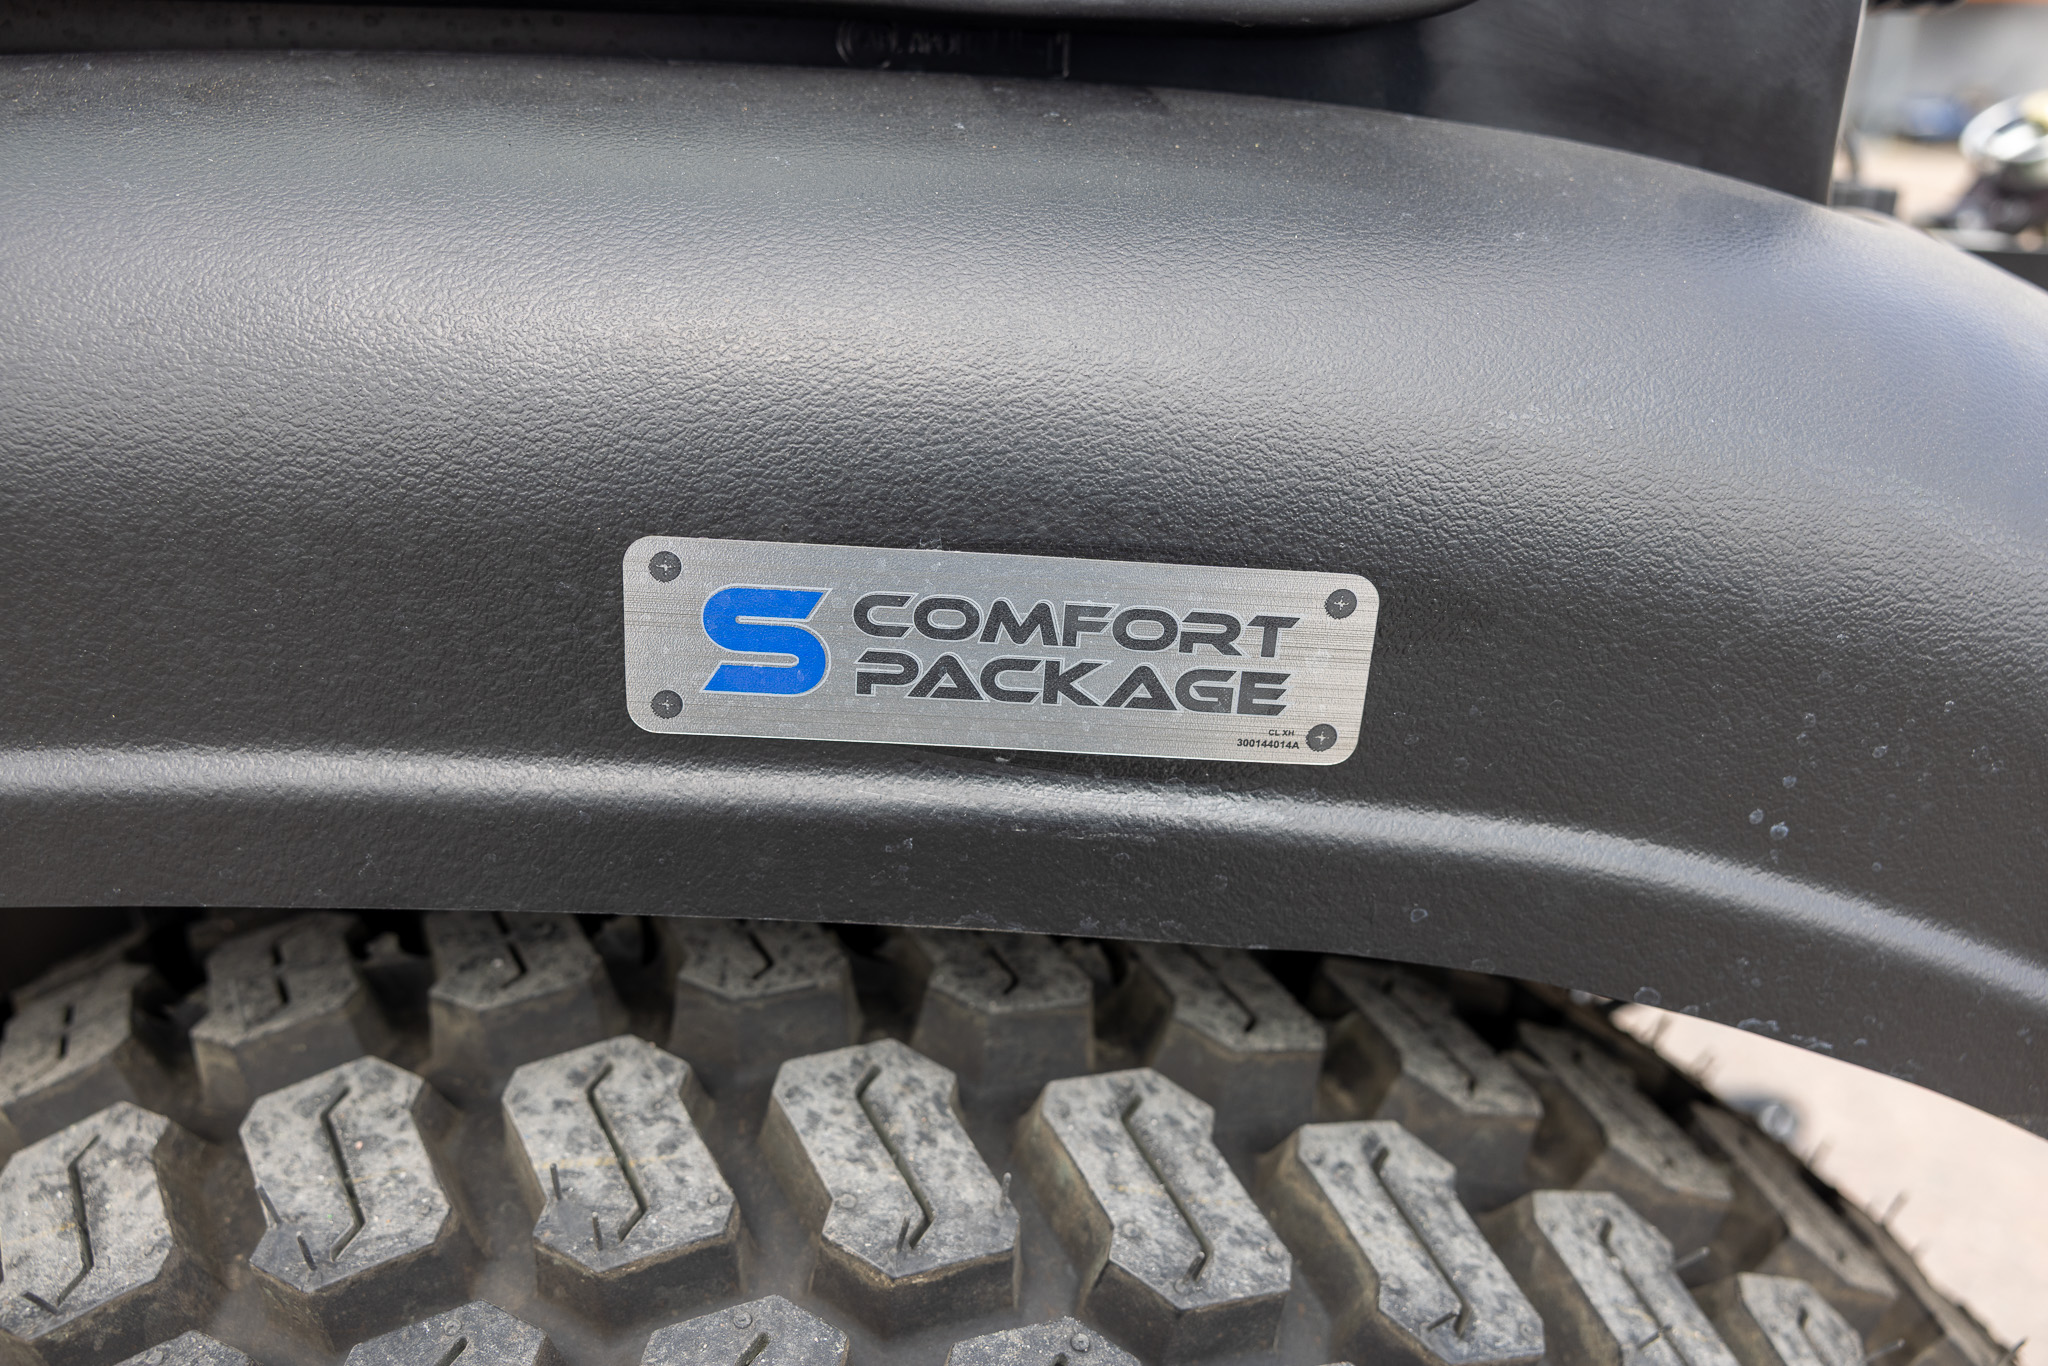 S COMFORT
PACKAGE
CL XH
300144014A